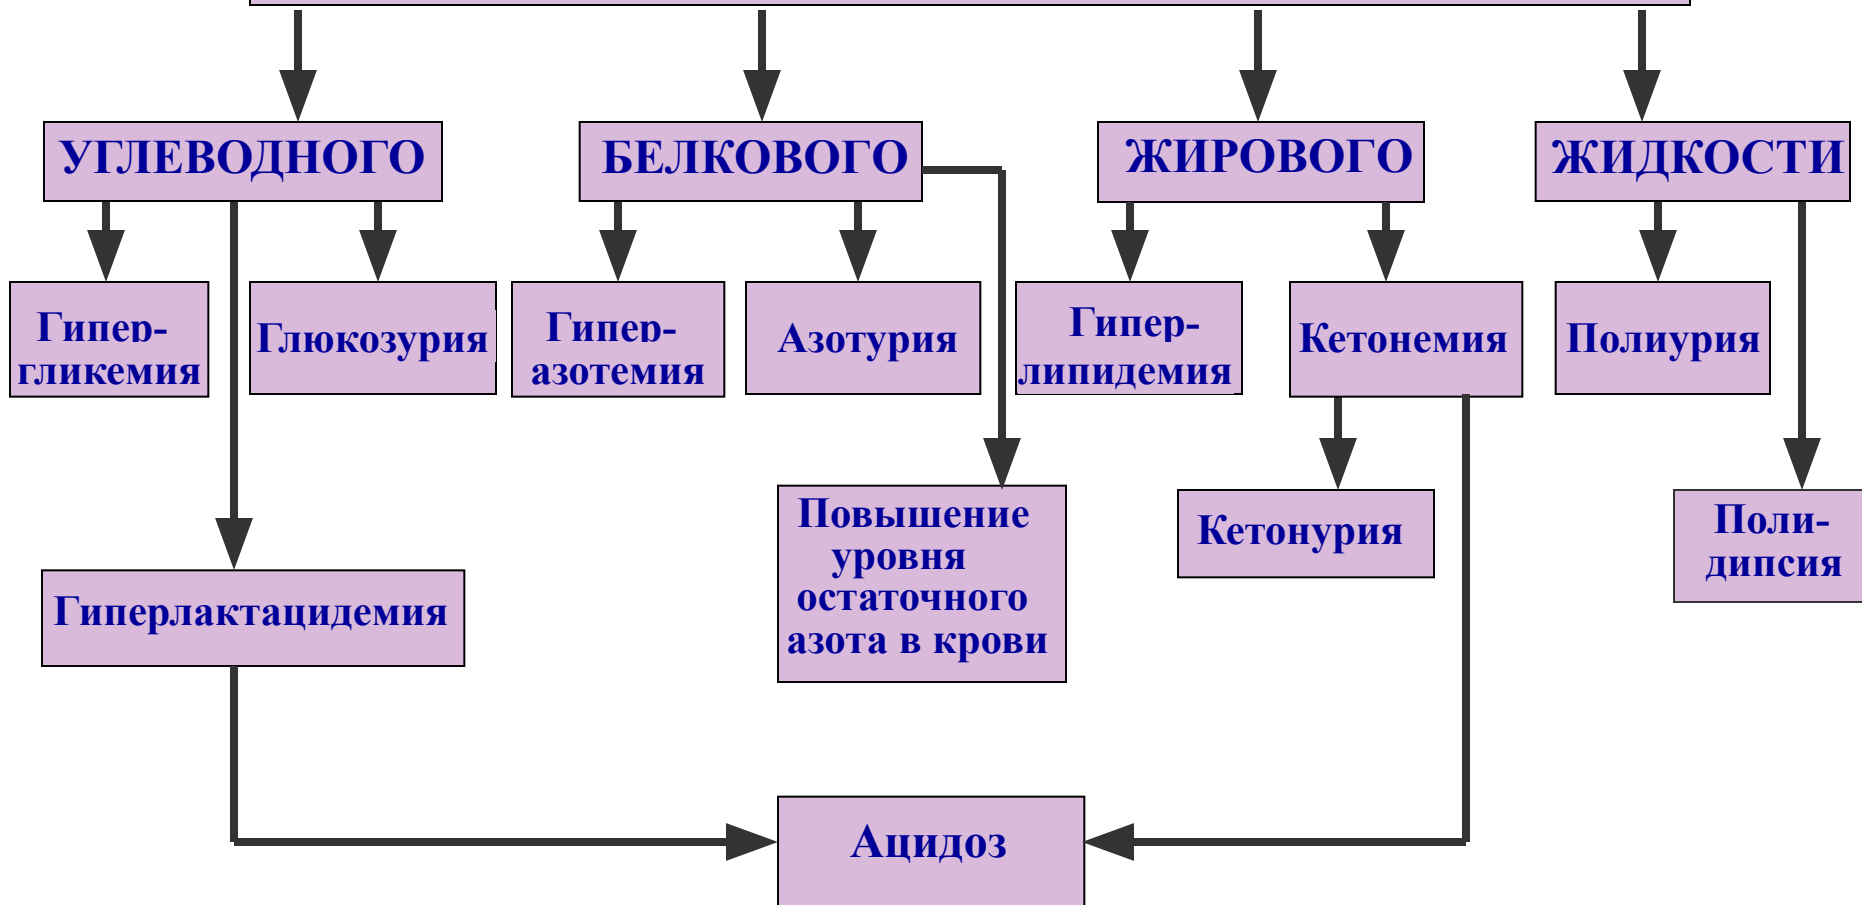 УГЛЕВОДНОГО
БЕЛКОВОГО
ЖИРОВОГО
ЖИДКОСТИ
Гипер-
гликемия
Глюкозурия
Гипер-
азотемия
Азотурия
Гипер-
липидемия
Кетонемия
Полиурия
Повышение
уровня
остаточного
азота в крови
Кетонурия
Поли-
дипсия
Гиперлактацидемия
Ацидоз